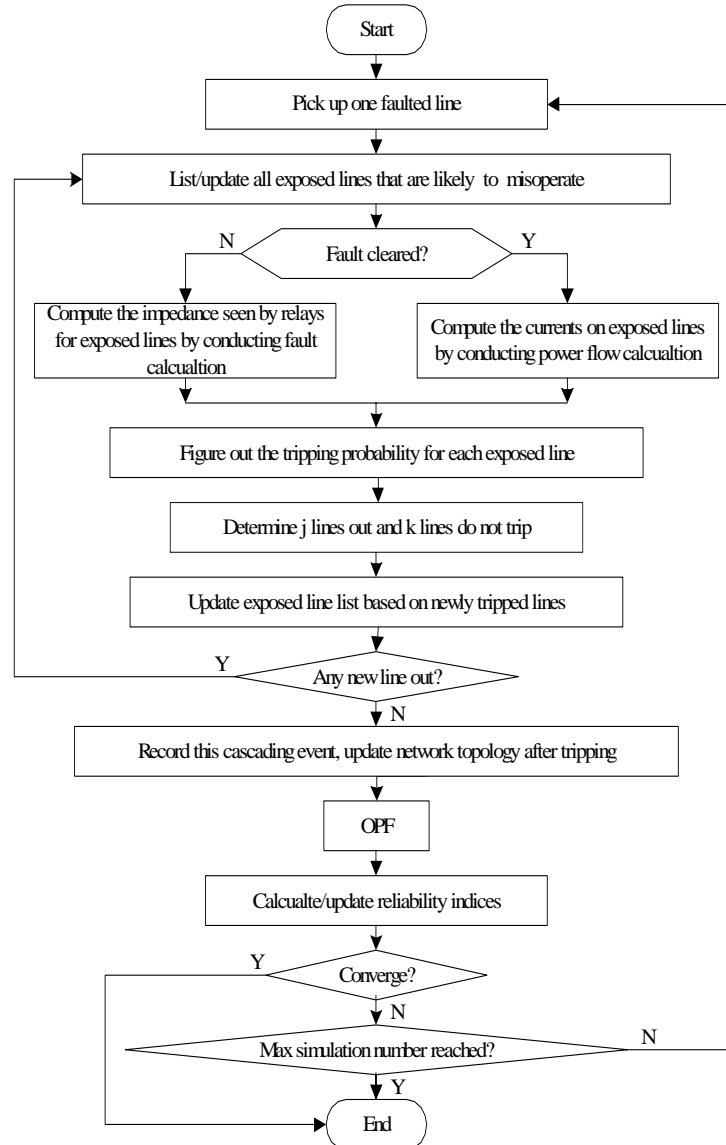 Start
Pick up one faulted line
List/update all exposed lines that are likely to misoperate
N
Y
Fault cleared?
Compute the impedance seen by relays
for exposed lines by conducting fault
calcualtion
Compute the currents on exposed lines
by conducting power flow calcualtion
Figure out the tripping probability for each exposed line
Determine j lines out and k lines do not trip
Update exposed line list based on newly tripped lines
Y
Any new line out?
N
Record this cascading event, update network topology after tripping
OPF
Calcualte/update reliability indices
Y
Converge?
N
Max simulation number reached?
N
Y
End